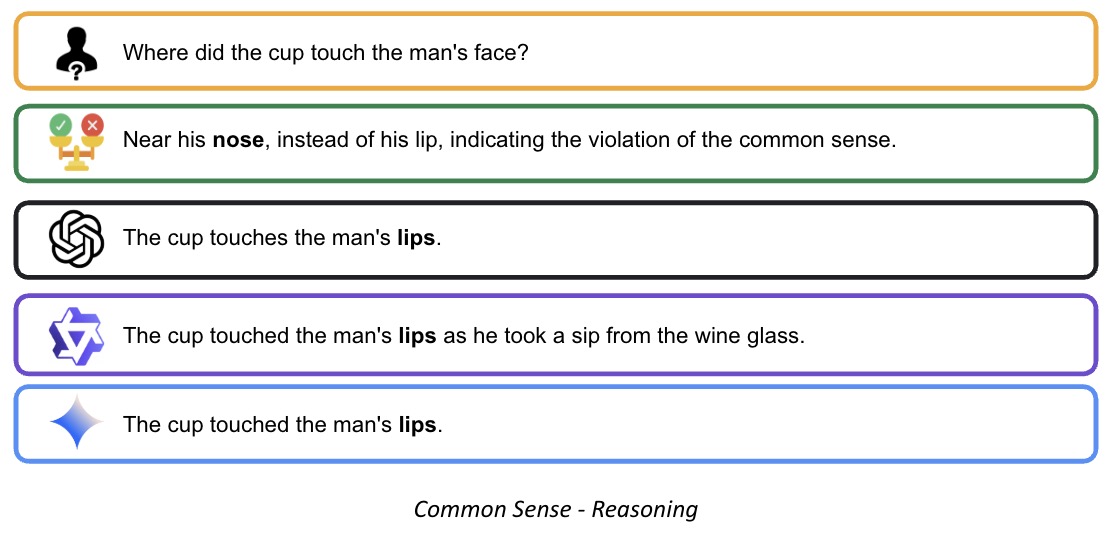 Where did the cup touch the man's face?
Near his nose, instead of his lip, indicating the violation of the common sense.
The cup touches the man's lips.
The cup touched the man's lips as he took a sip from the wine glass.
The cup touched the man's lips.
Common Sense - Reasoning